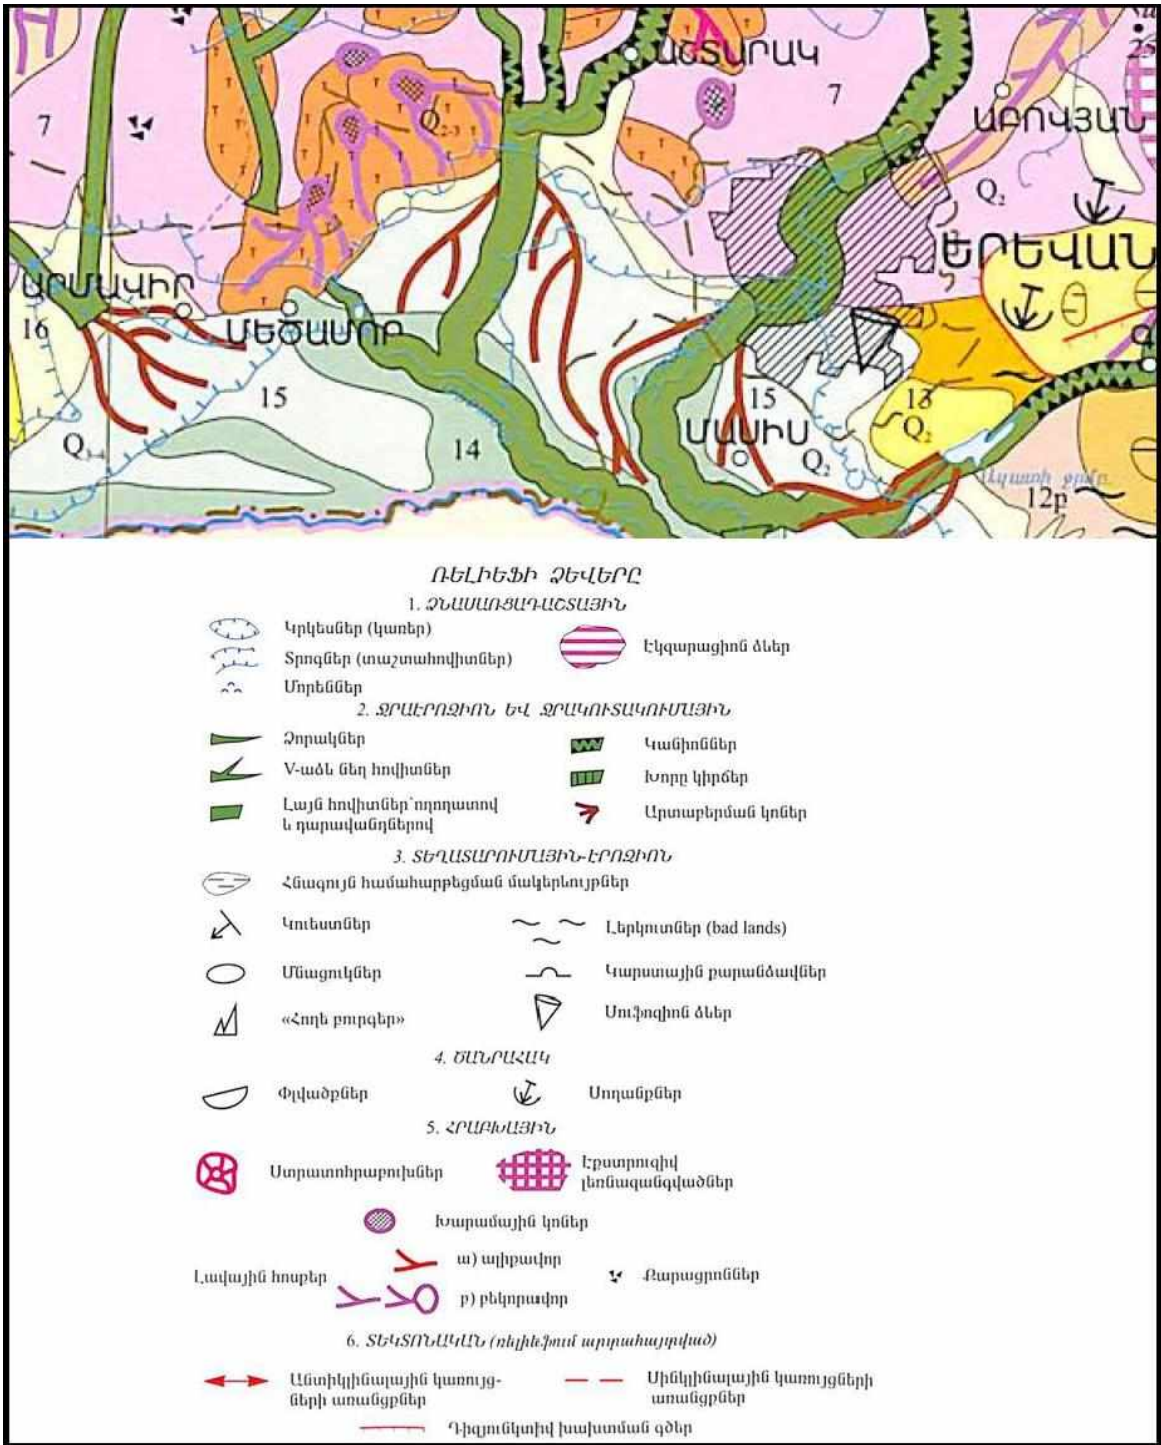 ԱՇՏԱՐԱԿ
7
7
ԱԲՈՎՅԱՆ
Q2-3
Q2
ԵՐԵՎԱՆ
ԱՐՄԱՎԻՐ
16
ՄԵԾԱՄՈՐ
15
15
13
Q2
ՄԱՍԻՍ
Q3-4
14
Q2
12բ
ՌԵԼԻԵՖԻ ՁԵՎԵՐԸ
1. ՁՆԱՍԱՌՑԱԴԱՇՏԱՅԻՆ
Կրկեսներ (կառեր)
Էկզարացիոն ձևեր
Տրոգներ (տաշտահովիտներ)
Մորեններ
2. ՋՐԱԷՐՈԶԻՈՆ ԵՎ ՋՐԱԿՈՒՏԱԿՈՒՄԱՅԻՆ
Ձորակներ
Կանիոններ
V-աձև նեղ հովիտներ
Խորը կիրճեր
Լայն հովիտներ՝ողողատով
և դարավանդներով
Արտաբերման կոներ
3. ՏԵՂԱՏԱՐՈՒՄԱՅԻՆ-ԷՐՈԶԻՈՆ
Հնագույն համահարթեցման մակերևույթներ
Կուեստներ
Լերկուտներ (bad lands)
Մնացուկներ
Կարստային քարանձավներ
«Հողե բուրգեր»
Սուֆոզիոն ձևեր
4. ԾԱՆՐԱՀԱԿ
Փլվածքներ
Սողանքներ
5. ՀՐԱԲԽԱՅԻՆ
Ստրատոհրաբուխներ
Էքստրուզիվ
լեռնազանգվածներ
Խարամային կոներ
Լավային հոսքեր
ա) ալիքավոր
Քարացրոններ
բ) բեկորավոր
6. ՏԵԿՏՈՆԱԿԱՆ (ռելիեֆում արտահայտված)
Անտիկլինալային կառույց-
ների առանցքներ
Սինկլինալային կառույցների
առանցքներ
Դիզյունկտիվ խախտման գծեր